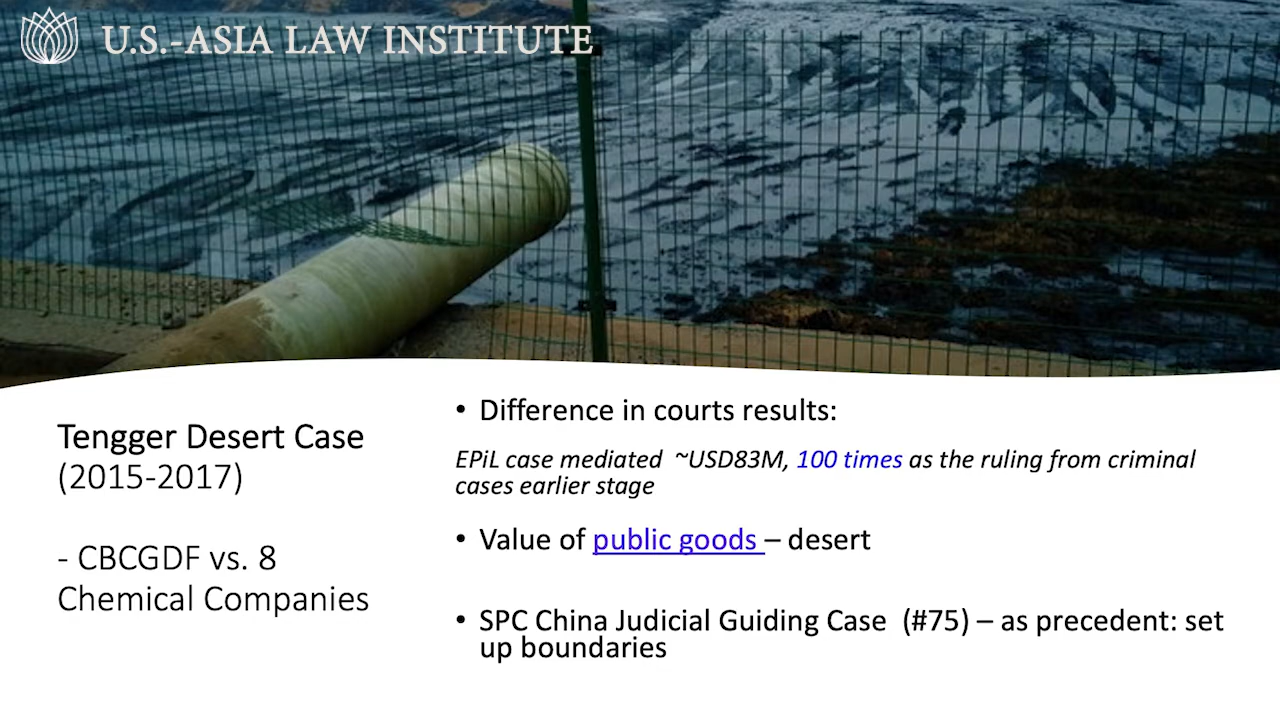 U.S.-ASIA LAW INSTITUTE
Tengger Desert Case
(2015-2017)
- CBCGDF vs. 8
Chemical Companies
• Difference in courts results:
EPiL case mediated ~USD83M, 100 times as the ruling from criminal
cases earlier stage
• Value of public goods – desert
• SPC China Judicial Guiding Case (#75) – as precedent: set
up boundaries